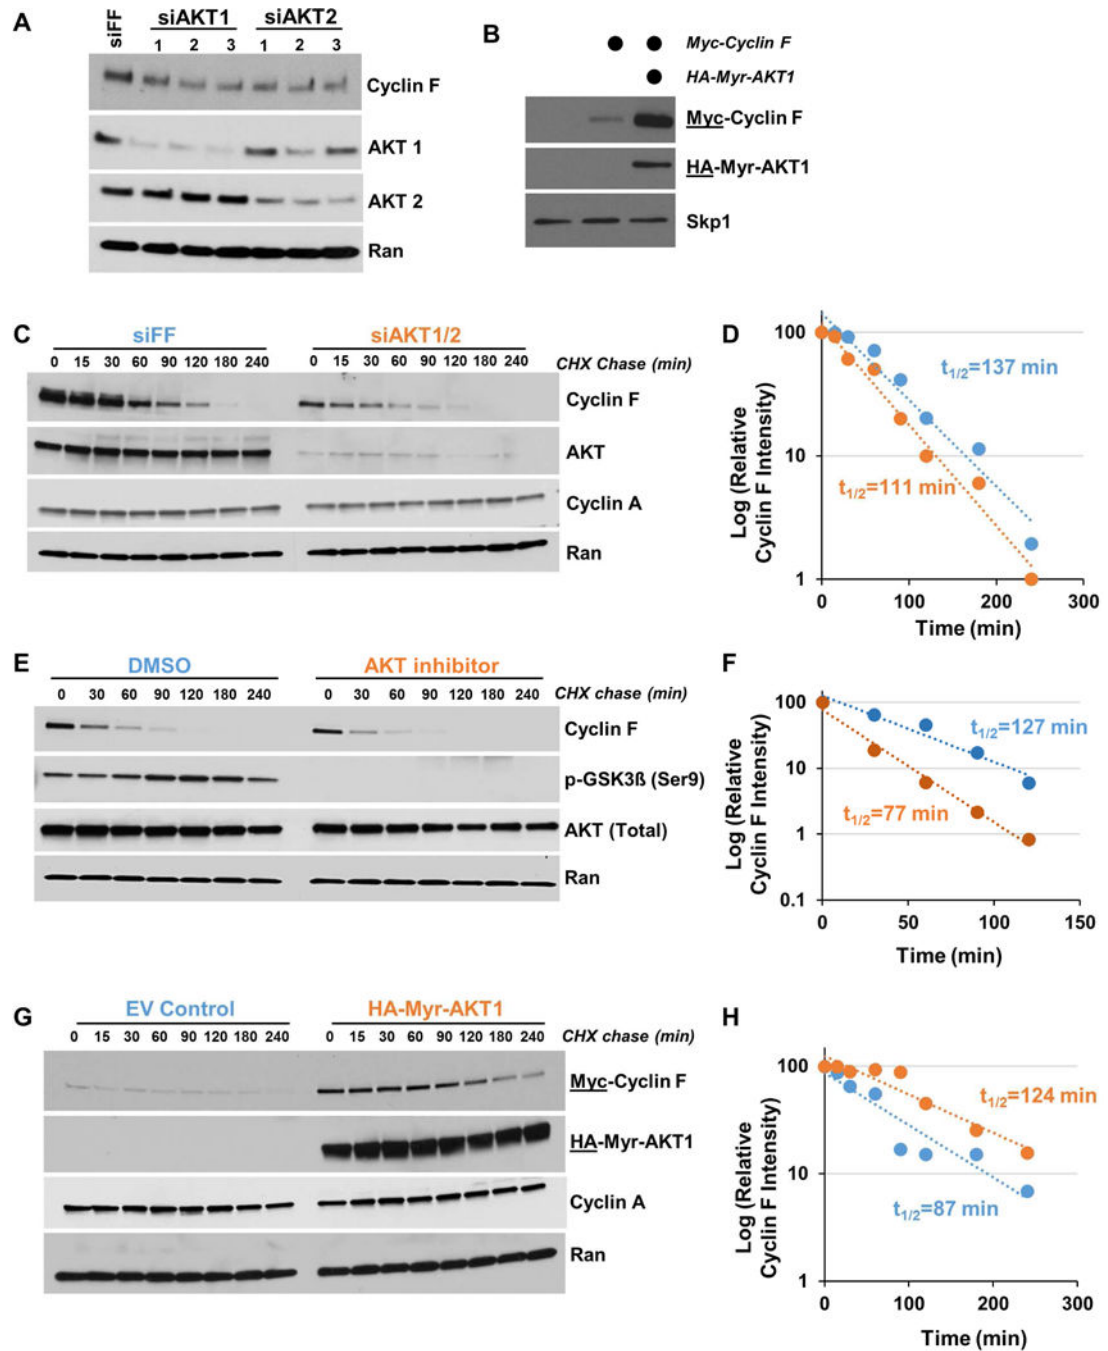 A
siFF
siAKT1
siAKT2
1 2 3 1 2 3
Cyclin F
AKT 1
AKT 2
Ran
B
Myc-Cyclin F
HA-Myr-AKT1
Myc-Cyclin F
HA-Myr-AKT1
Skp1
C
siFF
siAKT1/2
0 15 30 60 90 120 180 240 0 15 30 60 90 120 180 240
CHX Chase (min)
Cyclin F
AKT
Cyclin A
Ran
D
Log (Relative
Cyclin F Intensity)
100
10
1
t1/2=137 min
t1/2=111 min
0 100 200 300
Time (min)
E
DMSO
AKT inhibitor
0 30 60 90 120 180 240 0 30 60 90 120 180 240
CHX chase (min)
Cyclin F
p-GSK3ß (Ser9)
AKT (Total)
Ran
F
Log (Relative
Cyclin F Intensity)
100
10
1
0.1
t1/2=127 min
t1/2=77 min
0 50 100 150
Time (min)
G
EV Control
HA-Myr-AKT1
0 15 30 60 90 120 180 240 0 15 30 60 90 120 180 240
CHX chase (min)
Myc-Cyclin F
HA-Myr-AKT1
Cyclin A
Ran
H
Log (Relative
Cyclin F Intensity)
100
10
1
t1/2=124 min
t1/2=87 min
0 100 200 300
Time (min)